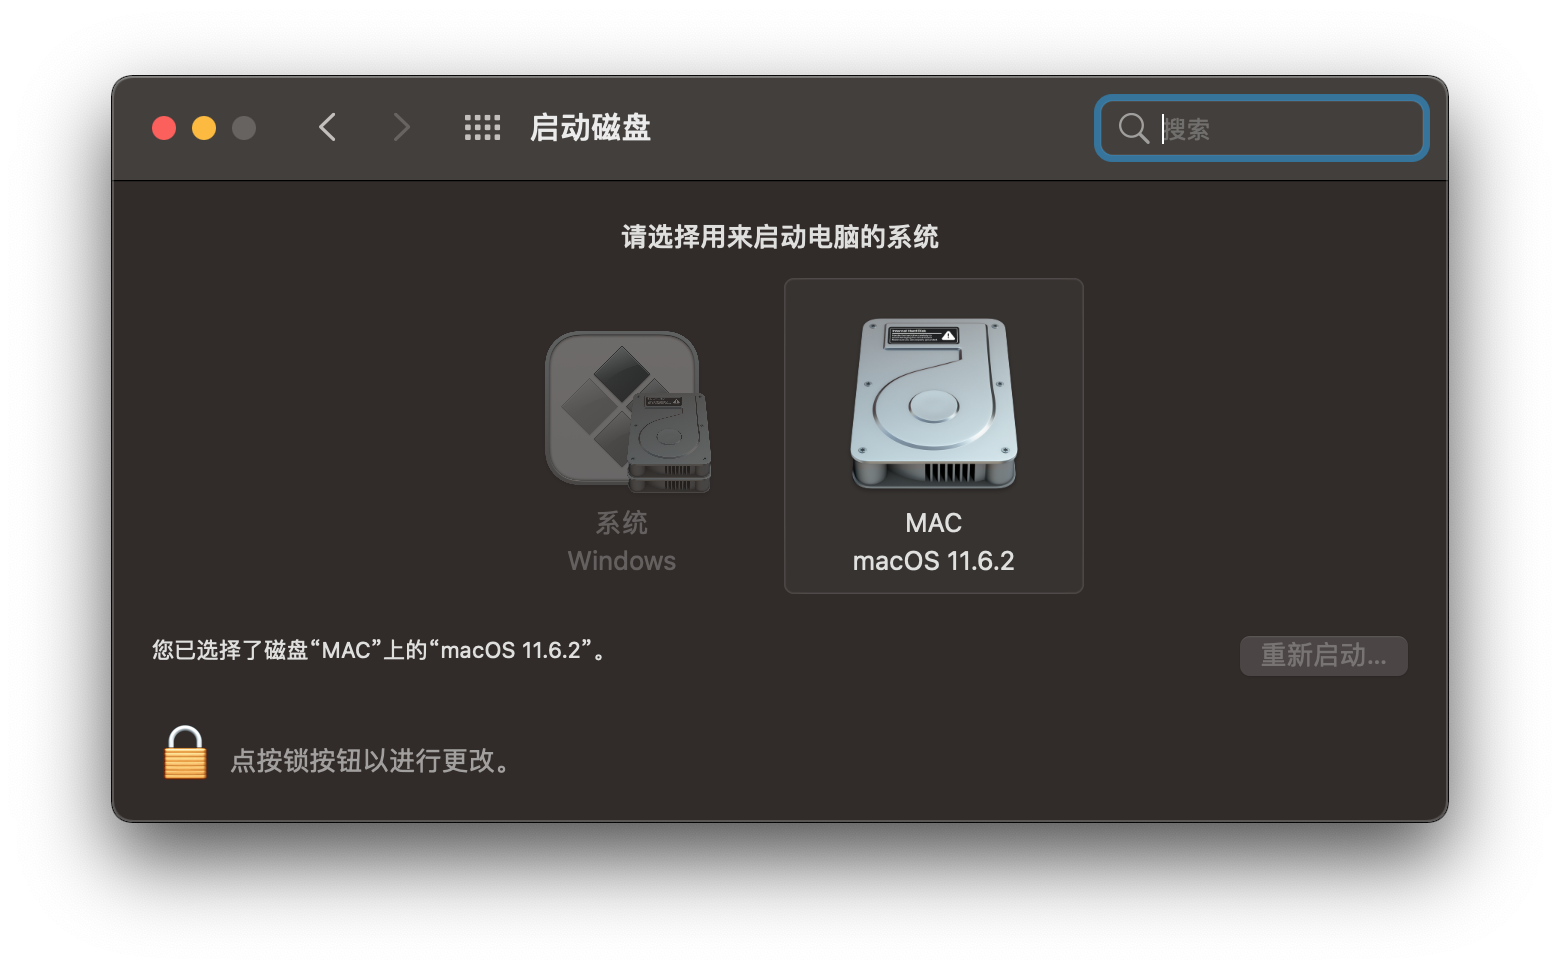 启动磁盘
搜索
请选择用来启动电脑的系统
系统
Windows
MAC
macOS 11.6.2
您已选择了磁盘“MAC”上的“macOS 11.6.2”。
重新启动...
点按锁按钮以进行更改。